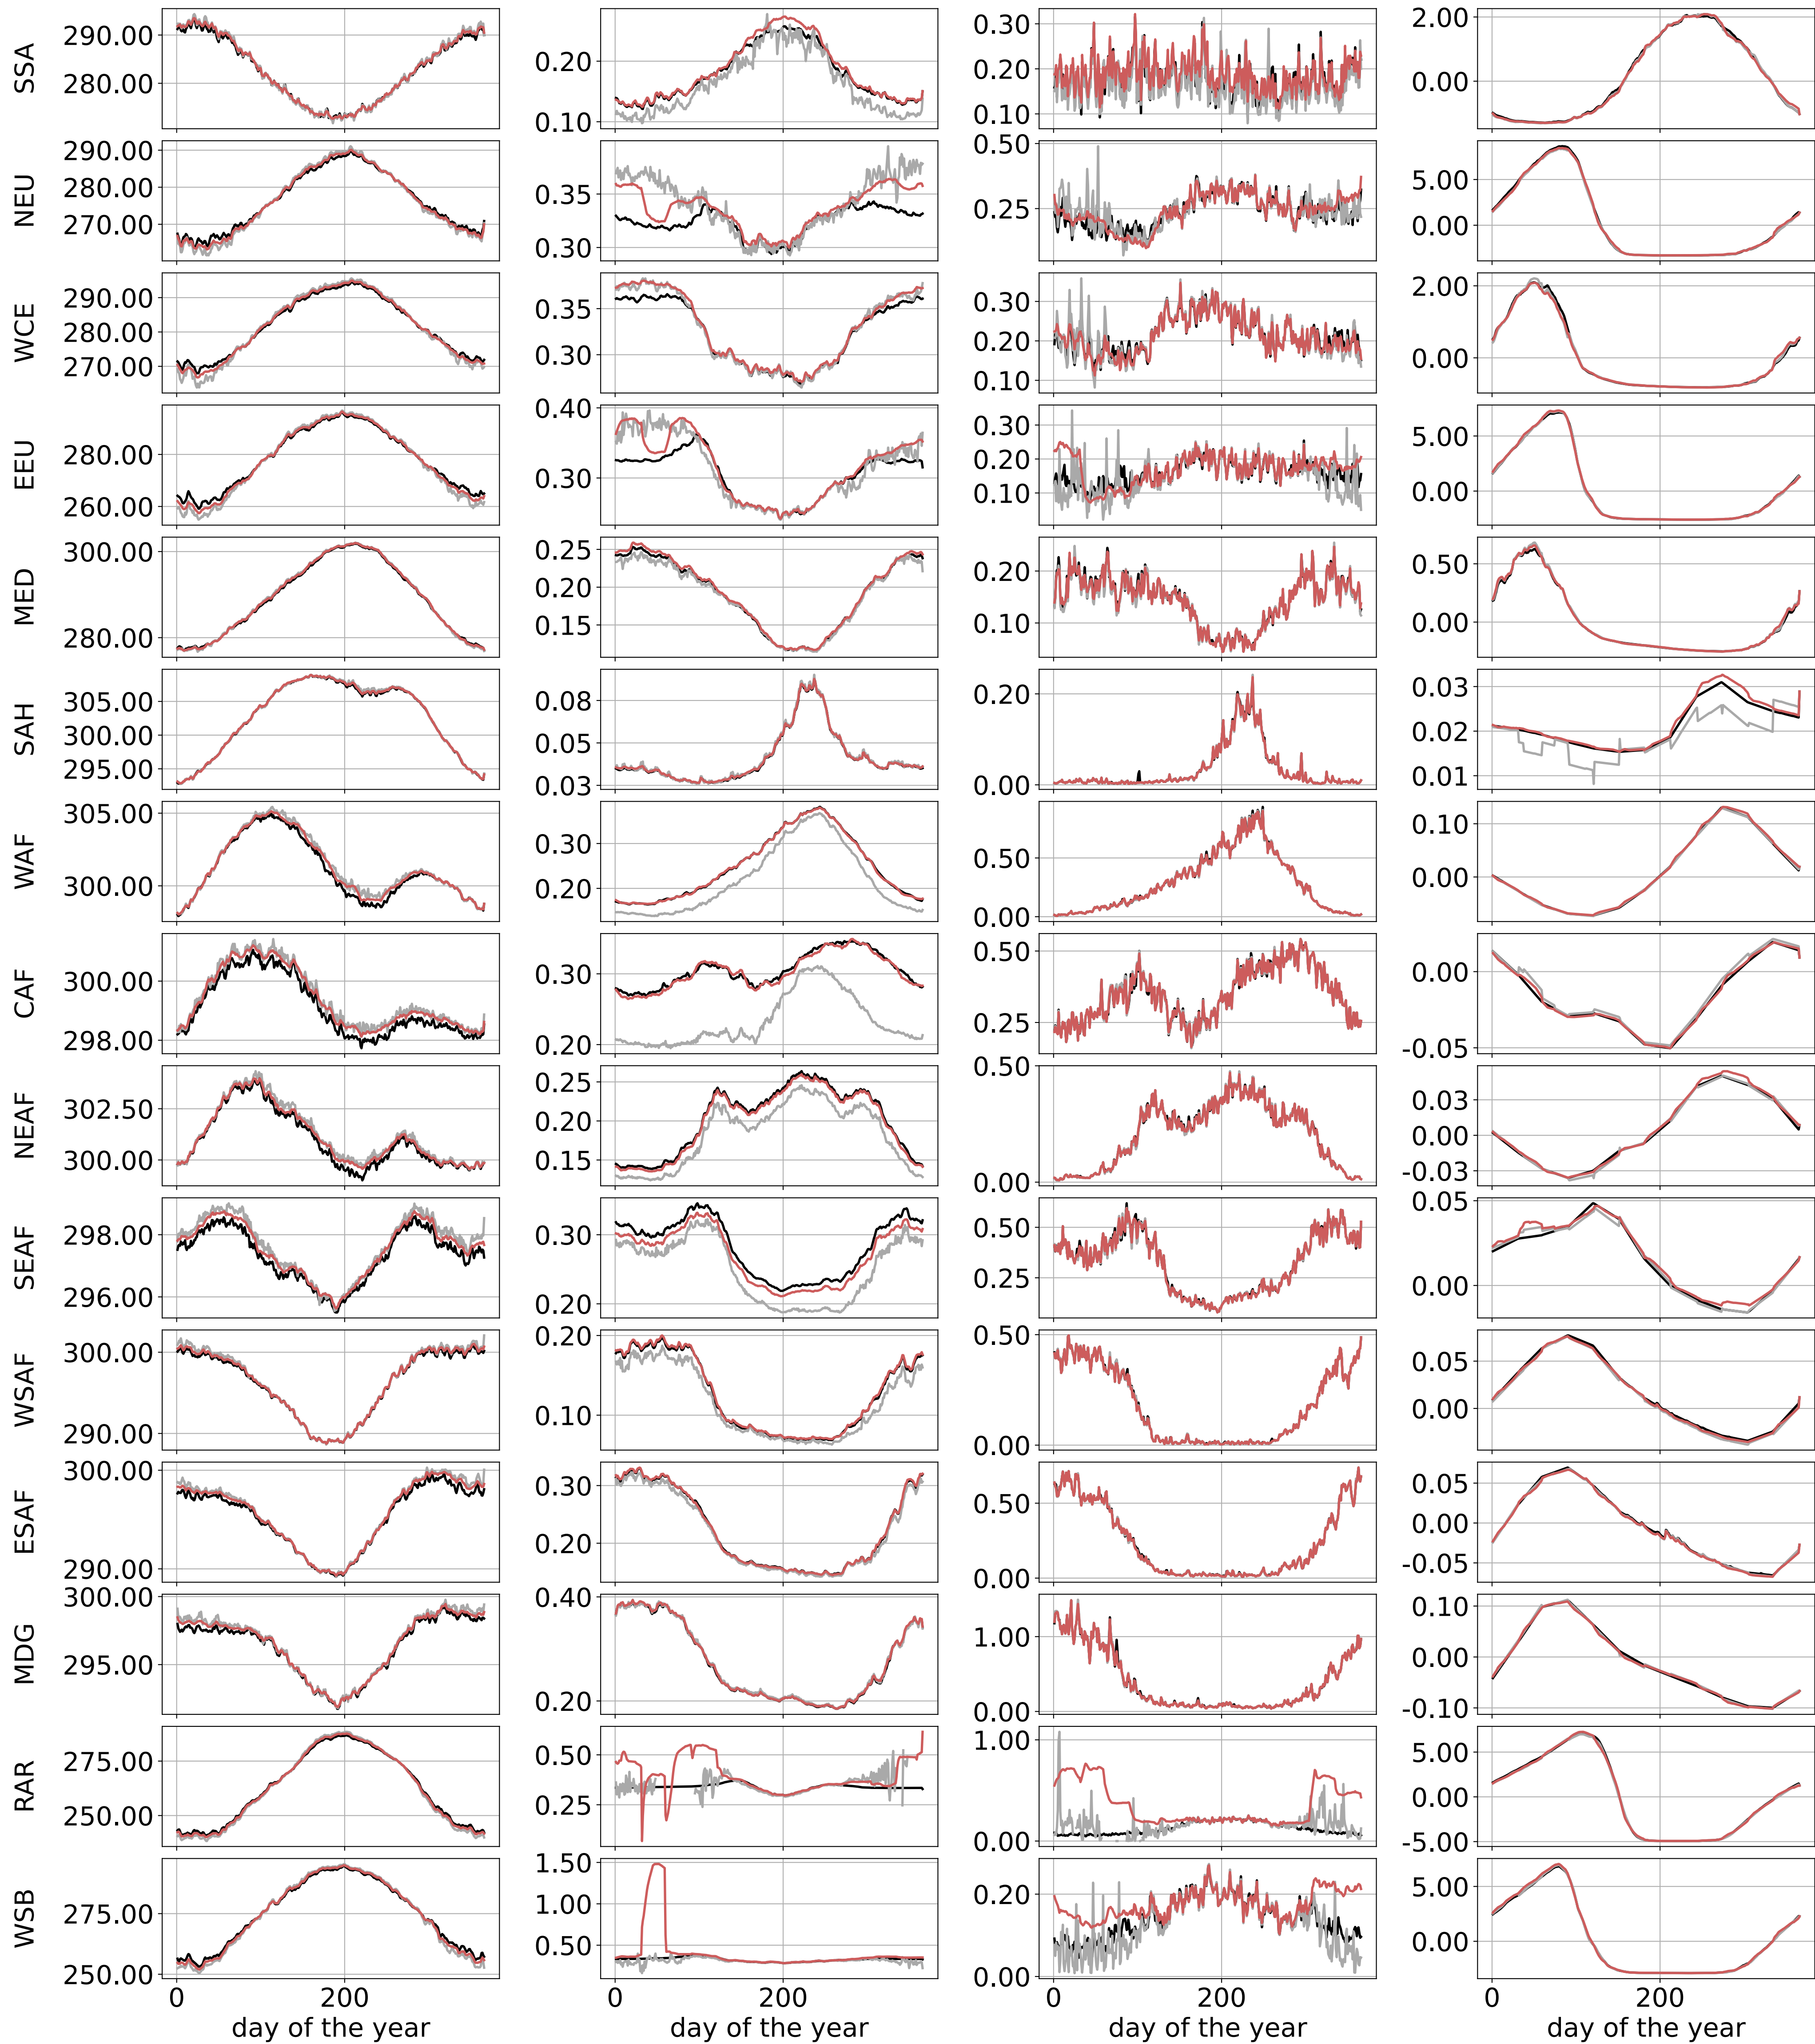 SSA 290.00 280.00 0.20 0.10 0.30 0.20 0.10 2.00 0.00
NEU 290.00 280.00 270.00 0.35 0.30 0.50 0.25 5.00 0.00
WCE 290.00 280.00 270.00 0.35 0.30 0.30 0.20 0.10 2.00 0.00
EEU 280.00 260.00 0.40 0.30 0.30 0.20 0.10 5.00 0.00
MED 300.00 280.00 0.25 0.20 0.15 0.20 0.10 0.50 0.00
SAH 305.00 300.00 295.00 0.08 0.05 0.03 0.20 0.00 0.03 0.02 0.01
WAF 305.00 300.00 0.30 0.20 0.50 0.00 0.10 0.00
CAF 300.00 298.00 0.30 0.20 0.50 0.25 0.00 -0.05
NEAF 302.50 300.00 0.25 0.20 0.15 0.50 0.00 0.03 0.00 -0.03
SEAF 298.00 296.00 0.30 0.20 0.50 0.25 0.05 0.00
WSAF 300.00 290.00 0.20 0.10 0.50 0.00 0.05 0.00
ESAF 300.00 290.00 0.30 0.20 0.50 0.00 0.05 0.00 -0.05
MDG 300.00 295.00 0.40 0.20 1.00 0.00 0.10 0.00 -0.10
RAR 275.00 250.00 0.50 0.25 1.00 0.00 5.00 0.00 -5.00
WSB 275.00 250.00 1.50 1.00 0.50 0.20 0.00 5.00 0.00
0 200 0 200 0 200 0 200
day of the year day of the year day of the year day of the year